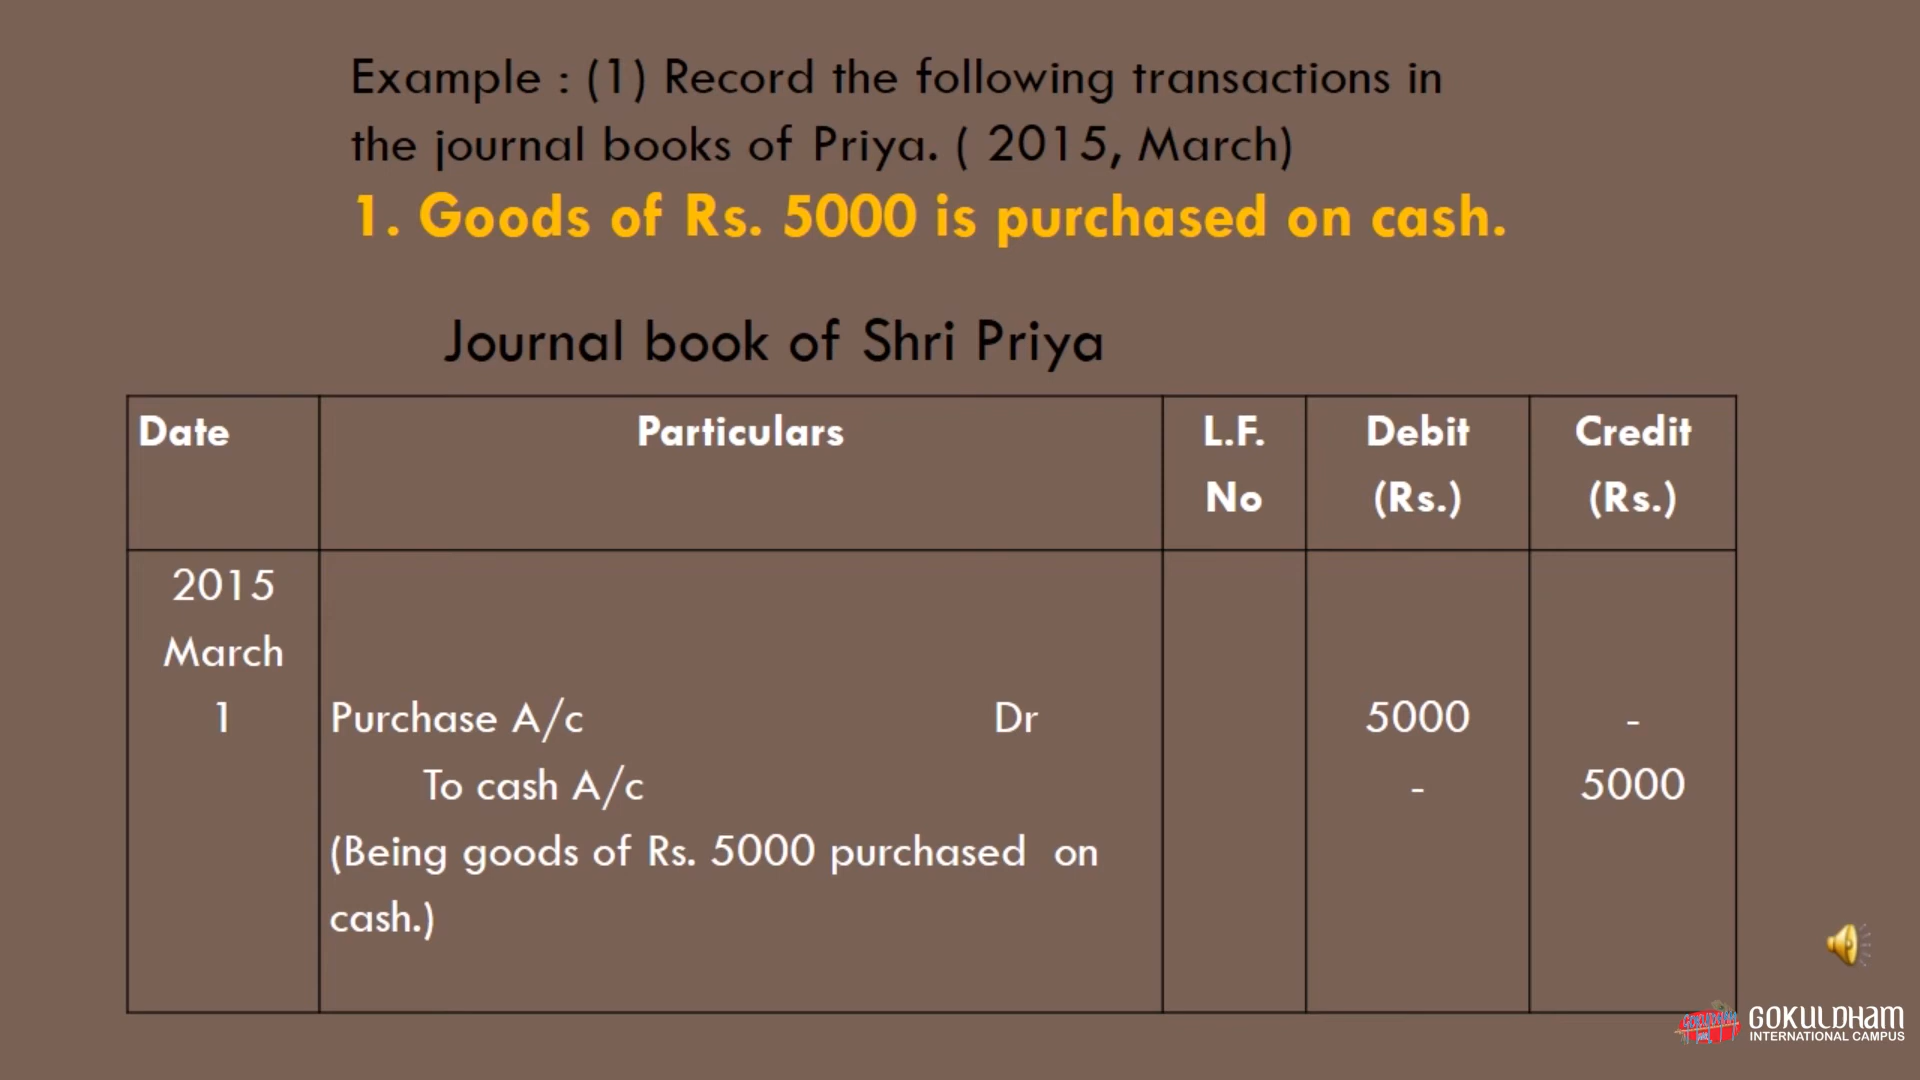 Example : (1) Record the following transactions in
the journal books of Priya. ( 2015, March)
1. Goods of Rs. 5000 is purchased on cash.
Journal book of Shri Priya
Date Particulars L.F. No Debit (Rs.) Credit (Rs.)
2015
March
1 Purchase A/c Dr 5000 -
To cash A/c - 5000
(Being goods of Rs. 5000 purchased on
cash.)
GOKULDHAM
INTERNATIONAL CAMPUS